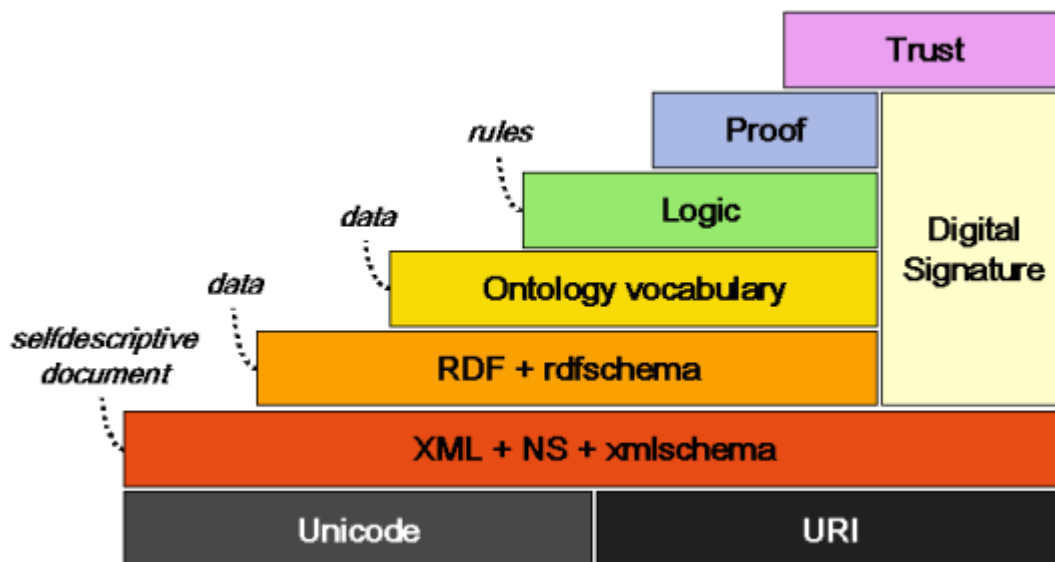 Trust
Proof
rules
Logic
Digital
Signature
data
Ontology vocabulary
data
RDF + rdfschema
selfdescriptive
document
XML + NS + xmlschema
Unicode
URI